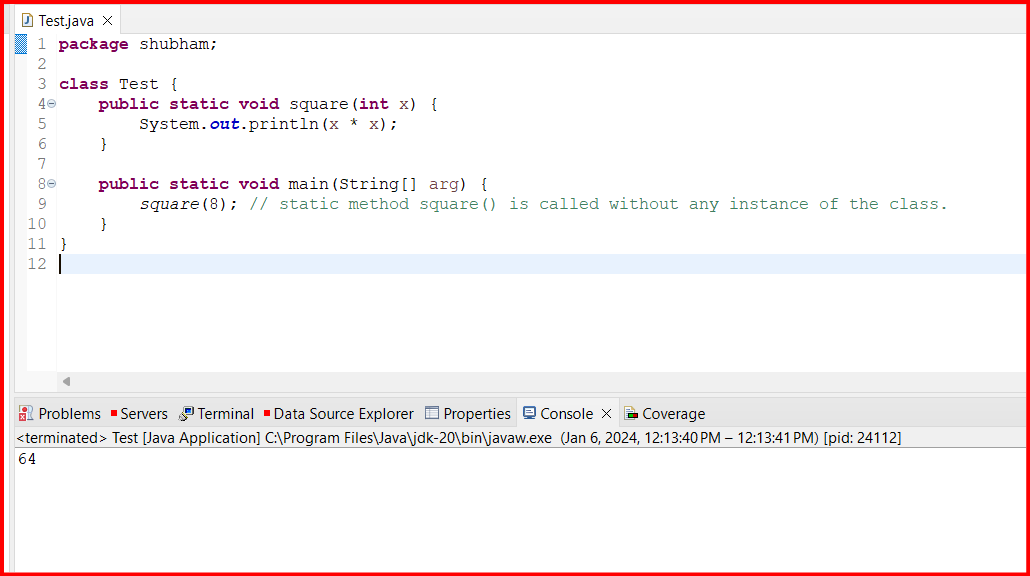 Test.java
1 package shubham;
2
3 class Test {
4     public static void square(int x) {
5         System.out.println(x * x);
6     }
7
8     public static void main(String[] arg) {
9         square(8); // static method square() is called without any instance of the class.
10     }
11 }
12
Problems Servers Terminal Data Source Explorer Properties Console Coverage
<terminated> Test [Java Application] C:\Program Files\Java\jdk-20\bin\javaw.exe (Jan 6, 2024, 12:13:40 PM – 12:13:41 PM) [pid: 24112]
64